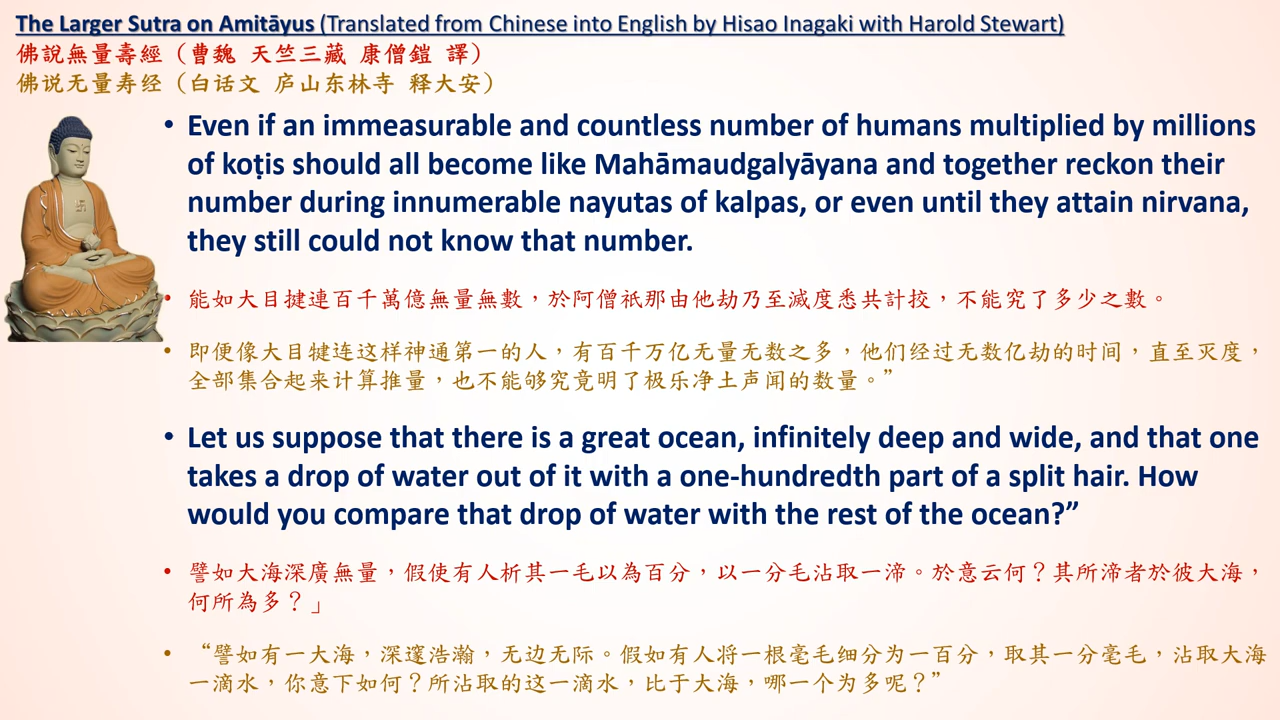 The Larger Sutra on Amitāyus (Translated from Chinese into English by Hisao Inagaki with Harold Stewart)
佛說無量壽經（曹魏 天竺三藏 康僧鎧 譯）
佛说无量寿经（白话文 庐山东林寺 释大安）
• Even if an immeasurable and countless number of humans multiplied by millions
of koṭis should all become like Mahāmaudgalyāyana and together reckon their
number during innumerable nayutas of kalpas, or even until they attain nirvana,
they still could not know that number.
• 能如大目揵連百千萬億無量無數，於阿僧祇那由他劫乃至滅度悉共計挍，不能究了多少之數。
• 即便像大目犍连这样神通第一的人，有百千万亿无量无数之多，他们经过无数亿劫的时间，直至灭度，
全部集合起来计算推量，也不能够究竟明了极乐净土声闻的数量。”
• Let us suppose that there is a great ocean, infinitely deep and wide, and that one
takes a drop of water out of it with a one-hundredth part of a split hair. How
would you compare that drop of water with the rest of the ocean?”
• 譬如大海深廣無量，假使有人析其一毛以為百分，以一分毛沾取一渧。於意云何？其所渧者於彼大海，
何所為多？」
• “譬如有一大海，深邃浩瀚，无边无际。假如有人将一根毫毛细分为一百分，取其一分毫毛，沾取大海
一滴水，你意下如何？所沾取的这一滴水，比于大海，哪一个为多呢？”